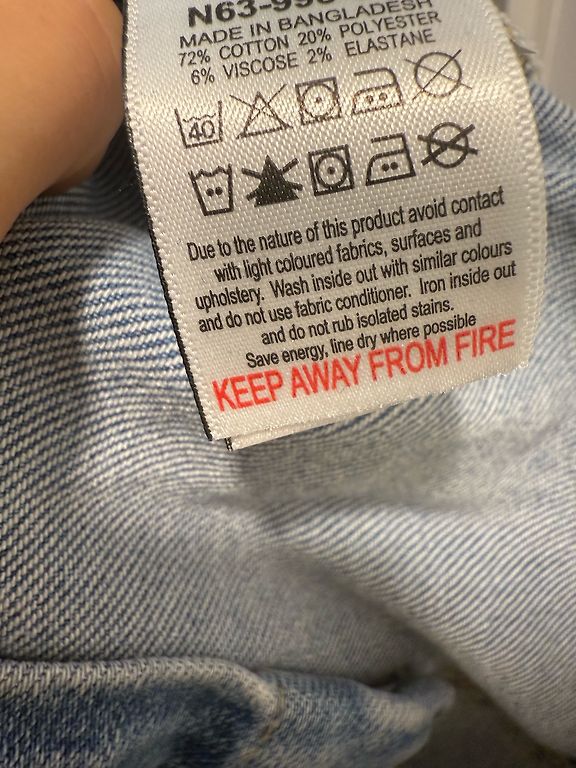 MADE IN BANGLADESH
72% COTTON 20% POLYESTER
6% VISCOSE 2% ELASTANE
40
Due to the nature of this product avoid contact
with light coloured fabrics, surfaces and
upholstery. Wash inside out with similar colours
and do not use fabric conditioner. Iron inside out
and do not rub isolated stains.
Save energy, line dry where possible
KEEP AWAY FROM FIRE